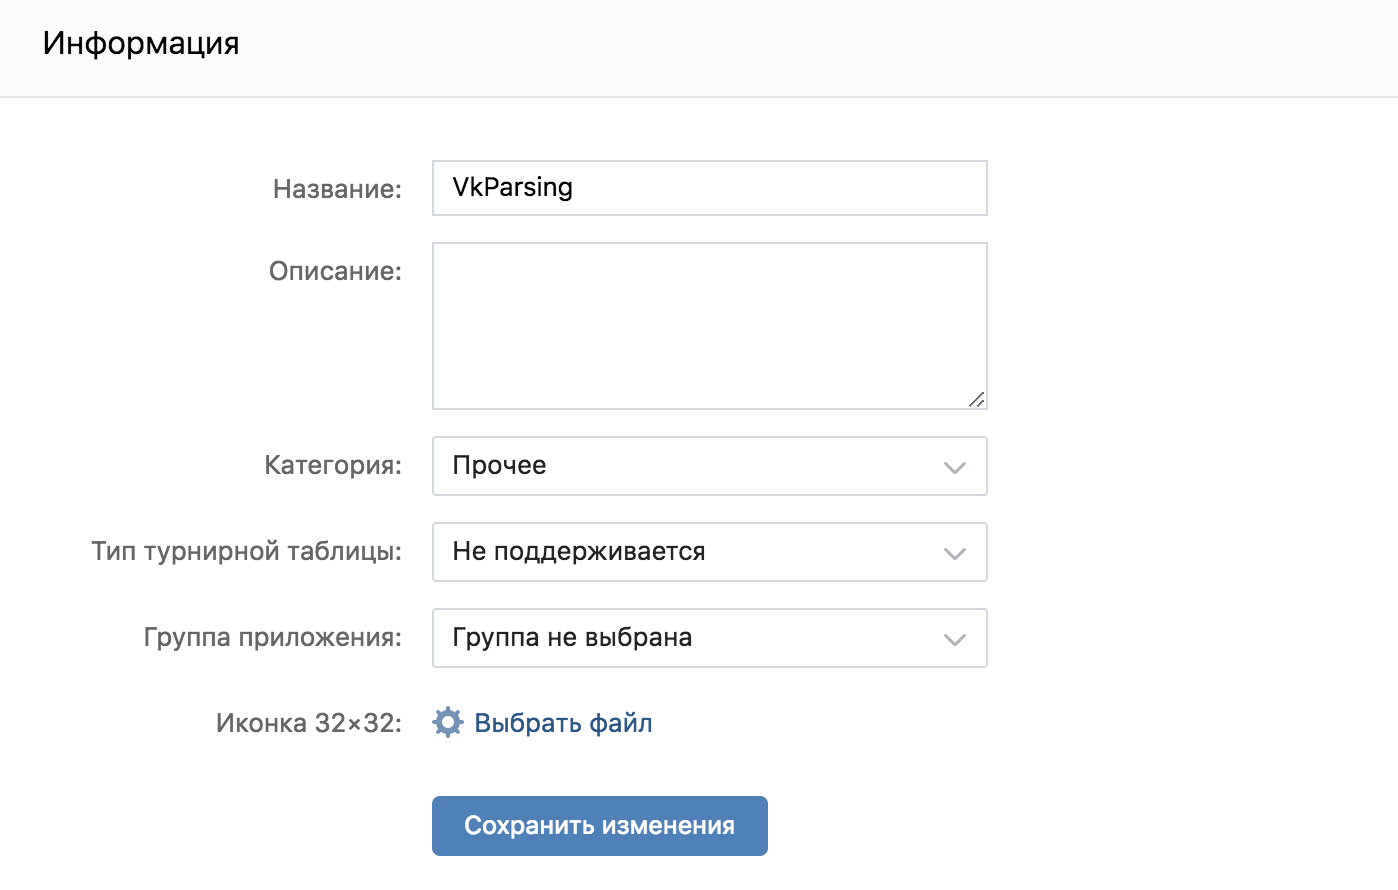 Информация
Название: VkParsing
Описание:
Категория: Прочее
Тип турнирной таблицы: Не поддерживается
Группа приложения: Группа не выбрана
Иконка 32×32: Выбрать файл
Сохранить изменения